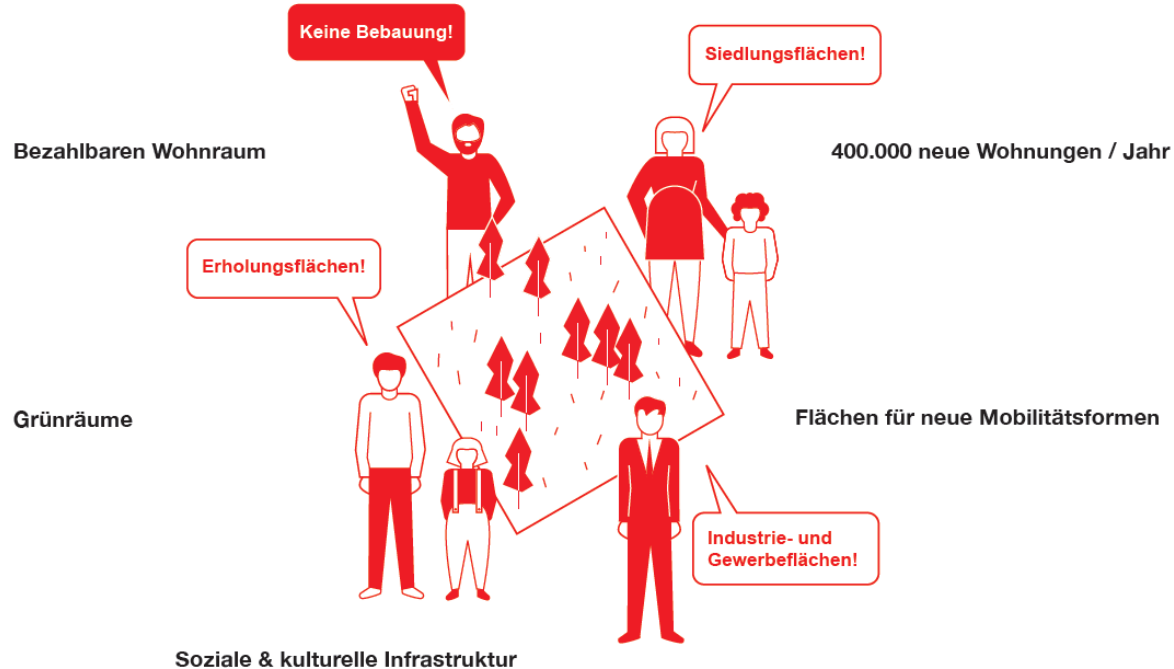 Keine Bebauung!
Siedlungsflächen!
Bezahlbaren Wohnraum
400.000 neue Wohnungen / Jahr
Erholungsflächen!
Grünräume
Flächen für neue Mobilitätsformen
Industrie- und
Gewerbeflächen!
Soziale & kulturelle Infrastruktur